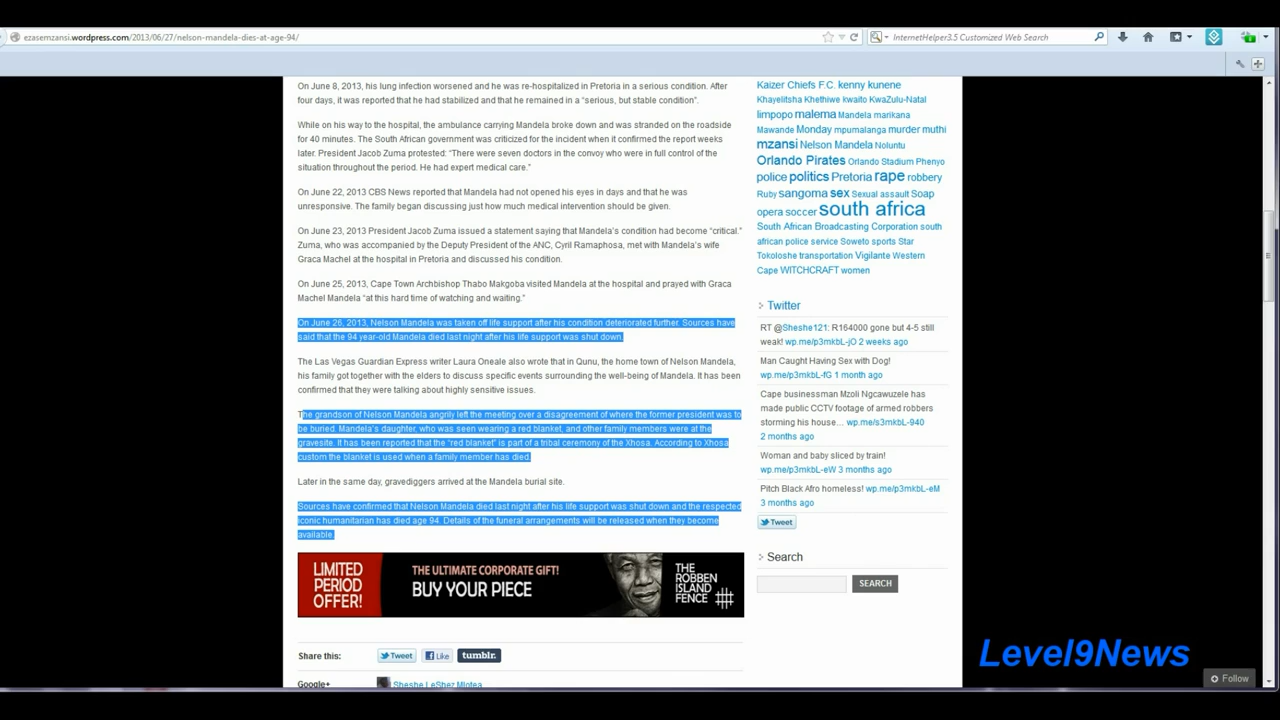 ezasemzansi.wordpress.com/2013/06/27/nelson-mandela-dies-at-age-94/
InternetHelper3.5 Customized Web Search
On June 8, 2013, his lung infection worsened and he was re-hospitalized in Pretoria in a serious condition. After
four days, it was reported that he had stabilized and that he remained in a “serious, but stable condition”.
While on his way to the hospital, the ambulance carrying Mandela broke down and was stranded on the roadside
for 40 minutes. The South African government was criticized for the incident when it confirmed the report weeks
later. President Jacob Zuma protested: “There were seven doctors in the convoy who were in full control of the
situation throughout the period. He had expert medical care.”
On June 22, 2013 CBS News reported that Mandela had not opened his eyes in days and that he was
unresponsive. The family began discussing just how much medical intervention should be given.
On June 23, 2013 President Jacob Zuma issued a statement saying that Mandela’s condition had become “critical.”
Zuma, who was accompanied by the Deputy President of the ANC, Cyril Ramaphosa, met with Mandela’s wife
Graca Machel at the hospital in Pretoria and discussed his condition.
On June 25, 2013, Cape Town Archbishop Thabo Makgoba visited Mandela at the hospital and prayed with Graca
Machel Mandela “at this hard time of watching and waiting.”
On June 26, 2013, Nelson Mandela was taken off life support after his condition deteriorated further. Sources have
said that the 94 year-old Mandela died last night after his life support was shut down.
The Las Vegas Guardian Express writer Laura Oneale also wrote that in Qunu, the home town of Nelson Mandela,
his family got together with the elders to discuss specific events surrounding the well-being of Mandela. It has been
confirmed that they were talking about highly sensitive issues.
The grandson of Nelson Mandela angrily left the meeting over a disagreement of where the former president was to
be buried. Mandela’s daughter, who was seen wearing a red blanket, and other family members were at the
gravesite. It has been reported that the “red blanket” is part of a tribal ceremony of the Xhosa. According to Xhosa
custom the blanket is used when a family member has died.
Later in the same day, gravediggers arrived at the Mandela burial site.
Sources have confirmed that Nelson Mandela died last night after his life support was shut down and the respected
iconic humanitarian has died age 94. Details of the funeral arrangements will be released when they become
available.
LIMITED
PERIOD
OFFER!
THE ULTIMATE CORPORATE GIFT!
BUY YOUR PIECE
THE
ROBBEN
ISLAND
FENCE
Share this:
Tweet
Like
tumblr.
Google+
Sheshe LeShez Mlotea
Kaizer Chiefs F.C. kenny kunene
Khayelitsha Khethiwe kwaito KwaZulu-Natal
limpopo malema Mandela marikana
Mawande Monday mpumalanga murder muthi
mzansi Nelson Mandela Noluntu
Orlando Pirates Orlando Stadium Phenyo
police politics Pretoria rape robbery
Ruby sangoma sex Sexual assault Soap
opera soccer south africa
South African Broadcasting Corporation south
african police service Soweto sports Star
Tokoloshe transportation Vigilante Western
Cape WITCHCRAFT women
Twitter
RT @Sheshe121: R164000 gone but 4-5 still
weak! wp.me/p3mkbL-jO 2 weeks ago
Man Caught Having Sex with Dog!
wp.me/p3mkbL-fG 1 month ago
Cape businessman Mzoli Ngcawuzele has
made public CCTV footage of armed robbers
storming his house… wp.me/s3mkbL-940
2 months ago
Woman and baby sliced by train!
wp.me/p3mkbL-eW 3 months ago
Pitch Black Afro homeless! wp.me/p3mkbL-eM
3 months ago
Tweet
Search
SEARCH
Level9News
Follow